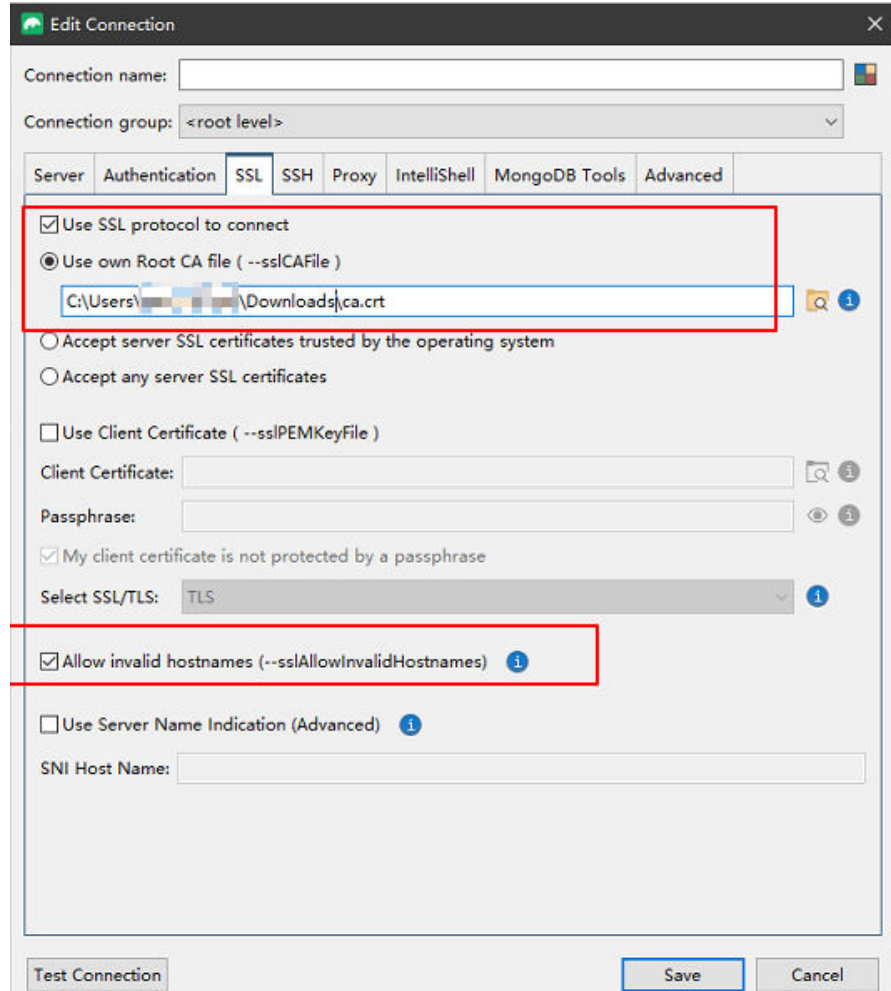 Edit Connection
Connection name:
Connection group: <root level>
Server Authentication SSL SSH Proxy IntelliShell MongoDB Tools Advanced
Use SSL protocol to connect
Use own Root CA file ( --sslCAFile )
C:\Users\ \Downloads\ca.crt
Accept server SSL certificates trusted by the operating system
Accept any server SSL certificates
Use Client Certificate ( --sslPEMKeyFile )
Client Certificate:
Passphrase:
My client certificate is not protected by a passphrase
Select SSL/TLS: TLS
Allow invalid hostnames (--sslAllowInvalidHostnames)
Use Server Name Indication (Advanced)
SNI Host Name:
Test Connection Save Cancel